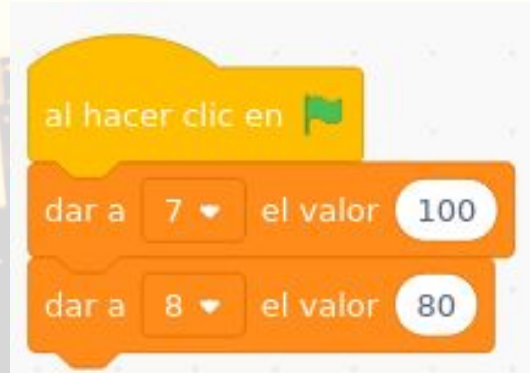 al hacer clic en
dar a 7 el valor 100
dar a 8 el valor 80